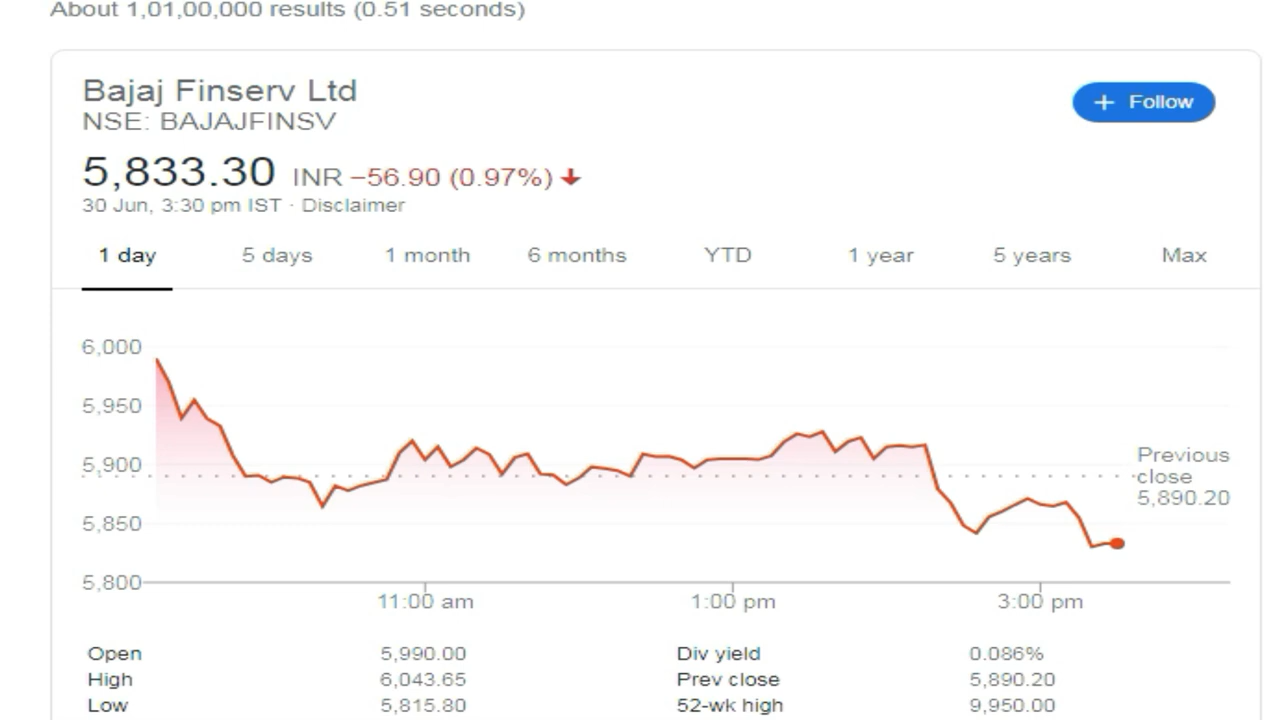 About 1,01,00,000 results (0.51 seconds)
Bajaj Finserv Ltd
+ Follow
NSE: BAJAJFINSV
5,833.30 INR −56.90 (0.97%)
30 Jun, 3:30 pm IST · Disclaimer
1 day 5 days 1 month 6 months YTD 1 year 5 years Max
6,000
5,950
5,900
5,850
5,800
Previous
close
5,890.20
11:00 am 1:00 pm 3:00 pm
Open 5,990.00 Div yield 0.086%
High 6,043.65 Prev close 5,890.20
Low 5,815.80 52-wk high 9,950.00